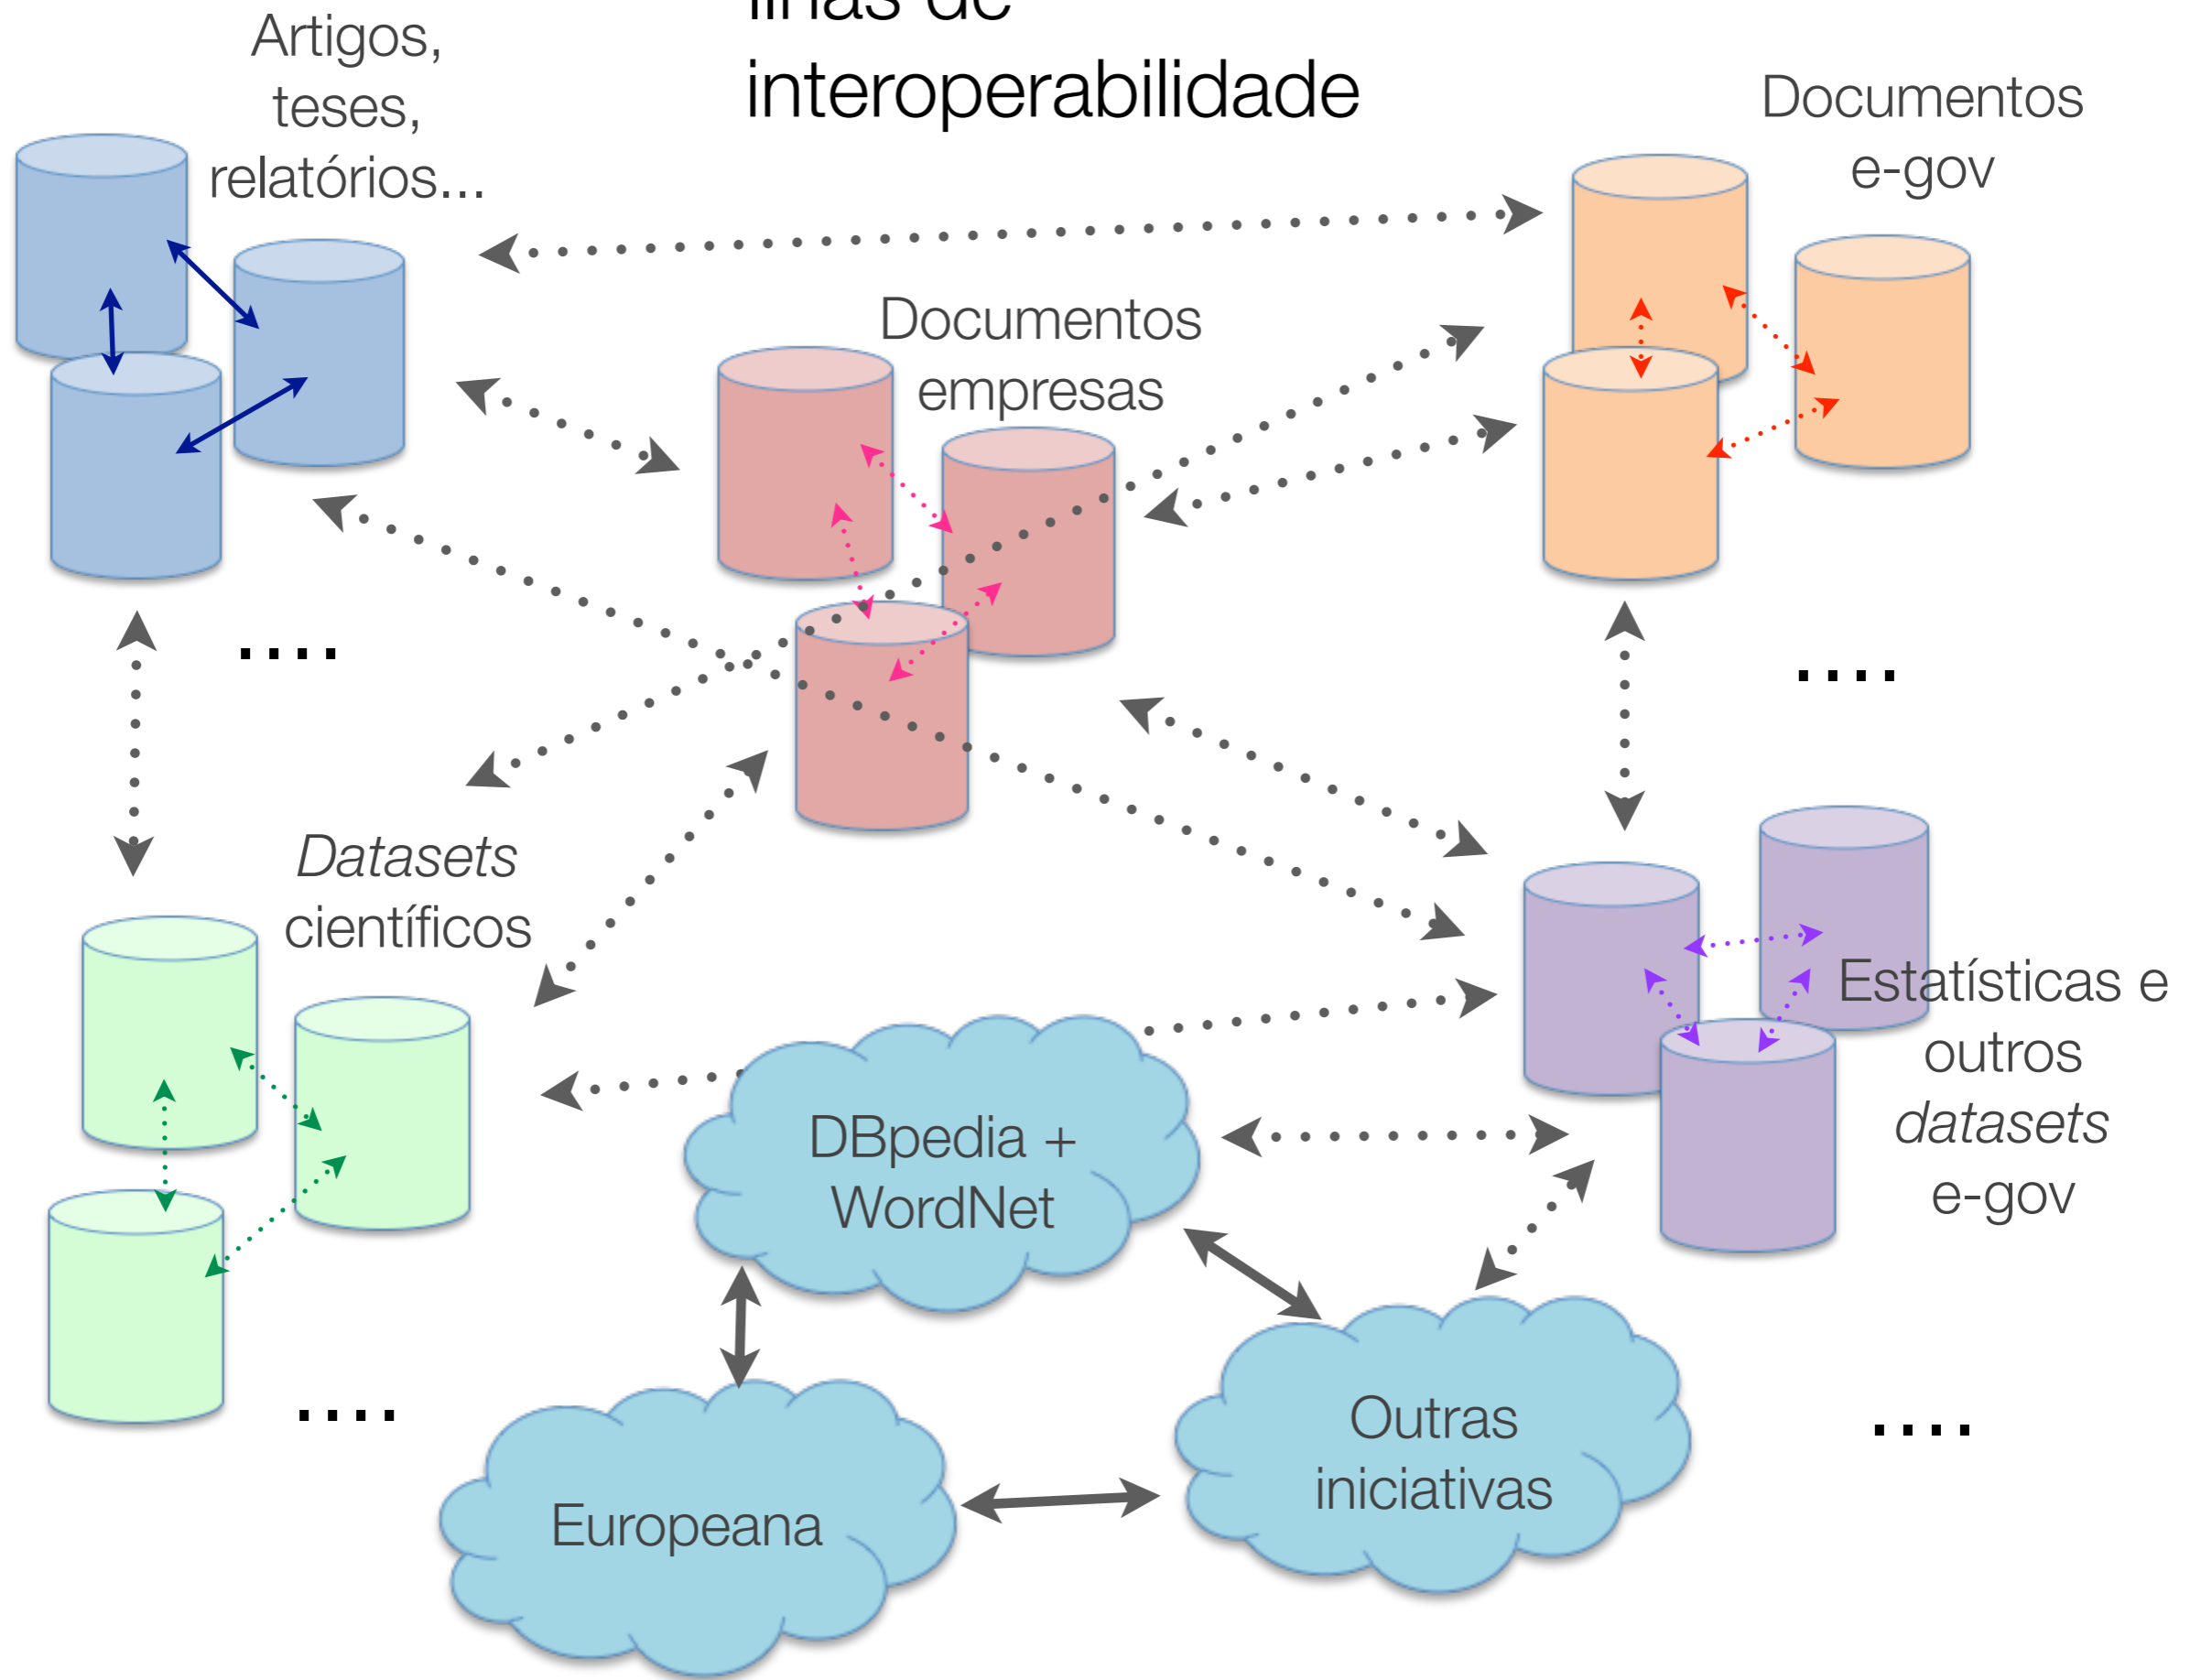 interoperabilidade
Artigos,
teses,
relatórios...
Documentos
e-gov
Documentos
empresas
....
....
Datasets
científicos
Estatísticas e
outros
datasets
e-gov
DBpedia +
WordNet
Outras
iniciativas
Europeana
....
....